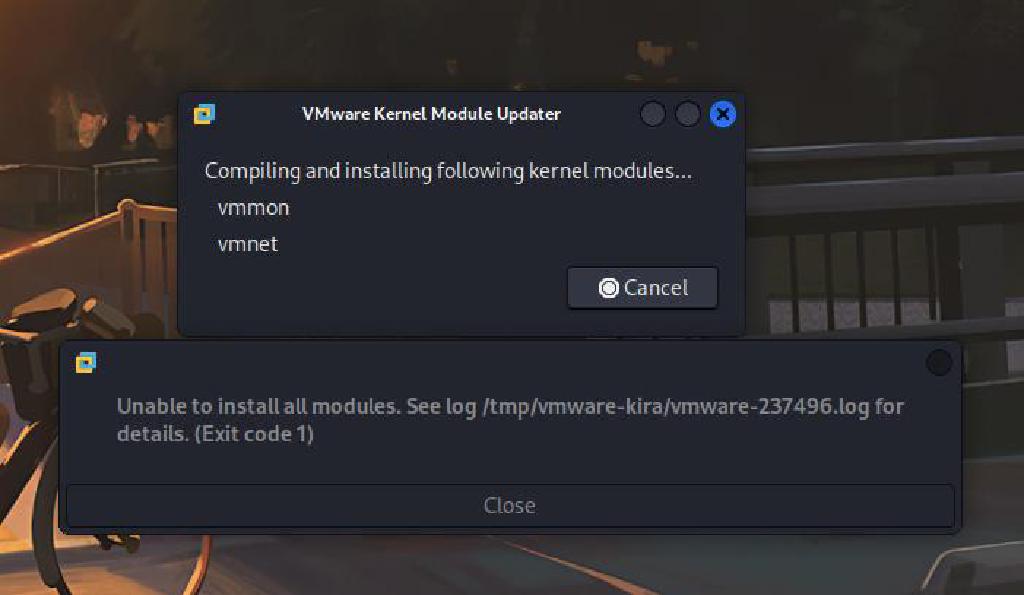 VMware Kernel Module Updater
Compiling and installing following kernel modules...
vmmon
vmnet
Cancel
Unable to install all modules. See log /tmp/vmware-kira/vmware-237496.log for
details. (Exit code 1)
Close